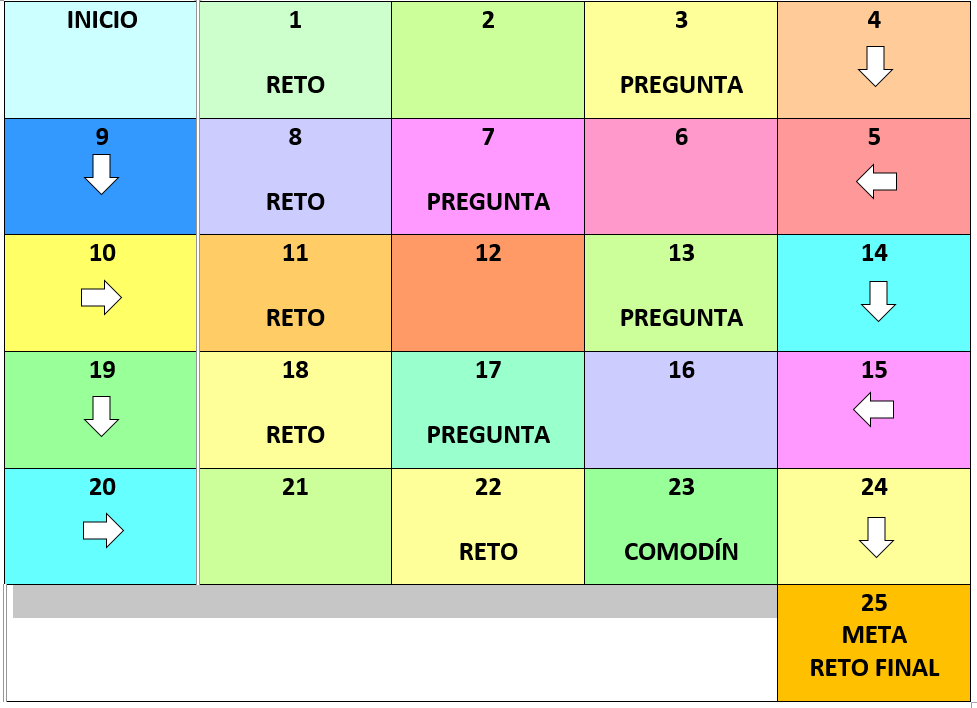 INICIO 1 2 3 4
RETO PREGUNTA
9 8 7 6 5
RETO PREGUNTA
10 11 12 13 14
RETO PREGUNTA
19 18 17 16 15
RETO PREGUNTA
20 21 22 23 24
RETO COMODÍN
25
META
RETO FINAL